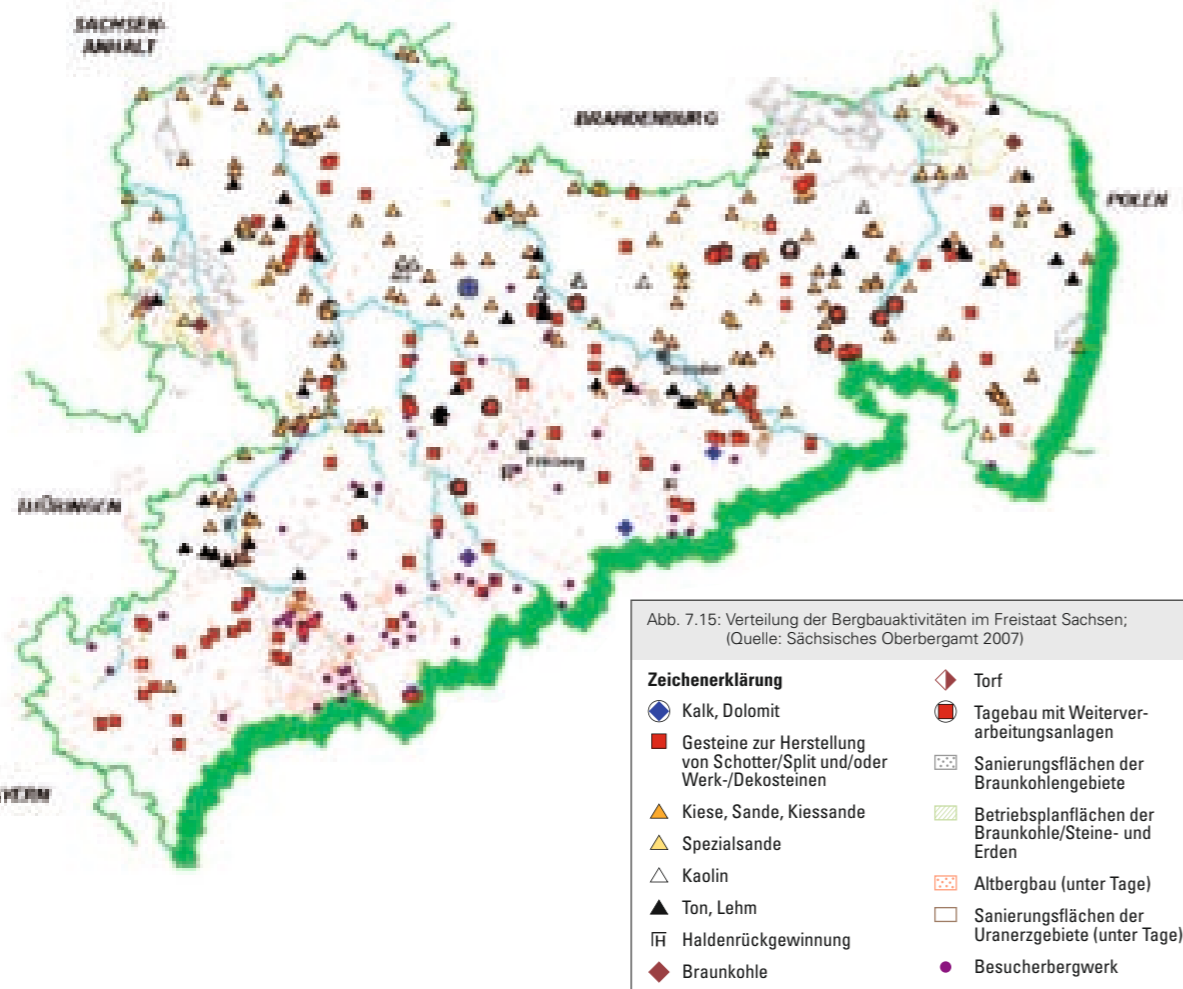 SACHSEN-
ANHALT
BRANDENBURG
POLEN
Dresden
Freiberg
THÜRINGEN
Abb. 7.15: Verteilung der Bergbauaktivitäten im Freistaat Sachsen;
(Quelle: Sächsisches Oberbergamt 2007)
Zeichenerklärung
Kalk, Dolomit
Gesteine zur Herstellung
von Schotter/Split und/oder
Werk-/Dekosteinen
Kiese, Sande, Kiessande
Spezialsande
Kaolin
Ton, Lehm
H Haldenrückgewinnung
Braunkohle
Torf
Tagebau mit Weiterver-
arbeitungsanlagen
Sanierungsflächen der
Braunkohlengebiete
Betriebsplanflächen der
Braunkohle/Steine- und
Erden
Altbergbau (unter Tage)
Sanierungsflächen der
Uranerzgebiete (unter Tage)
Besucherbergwerk